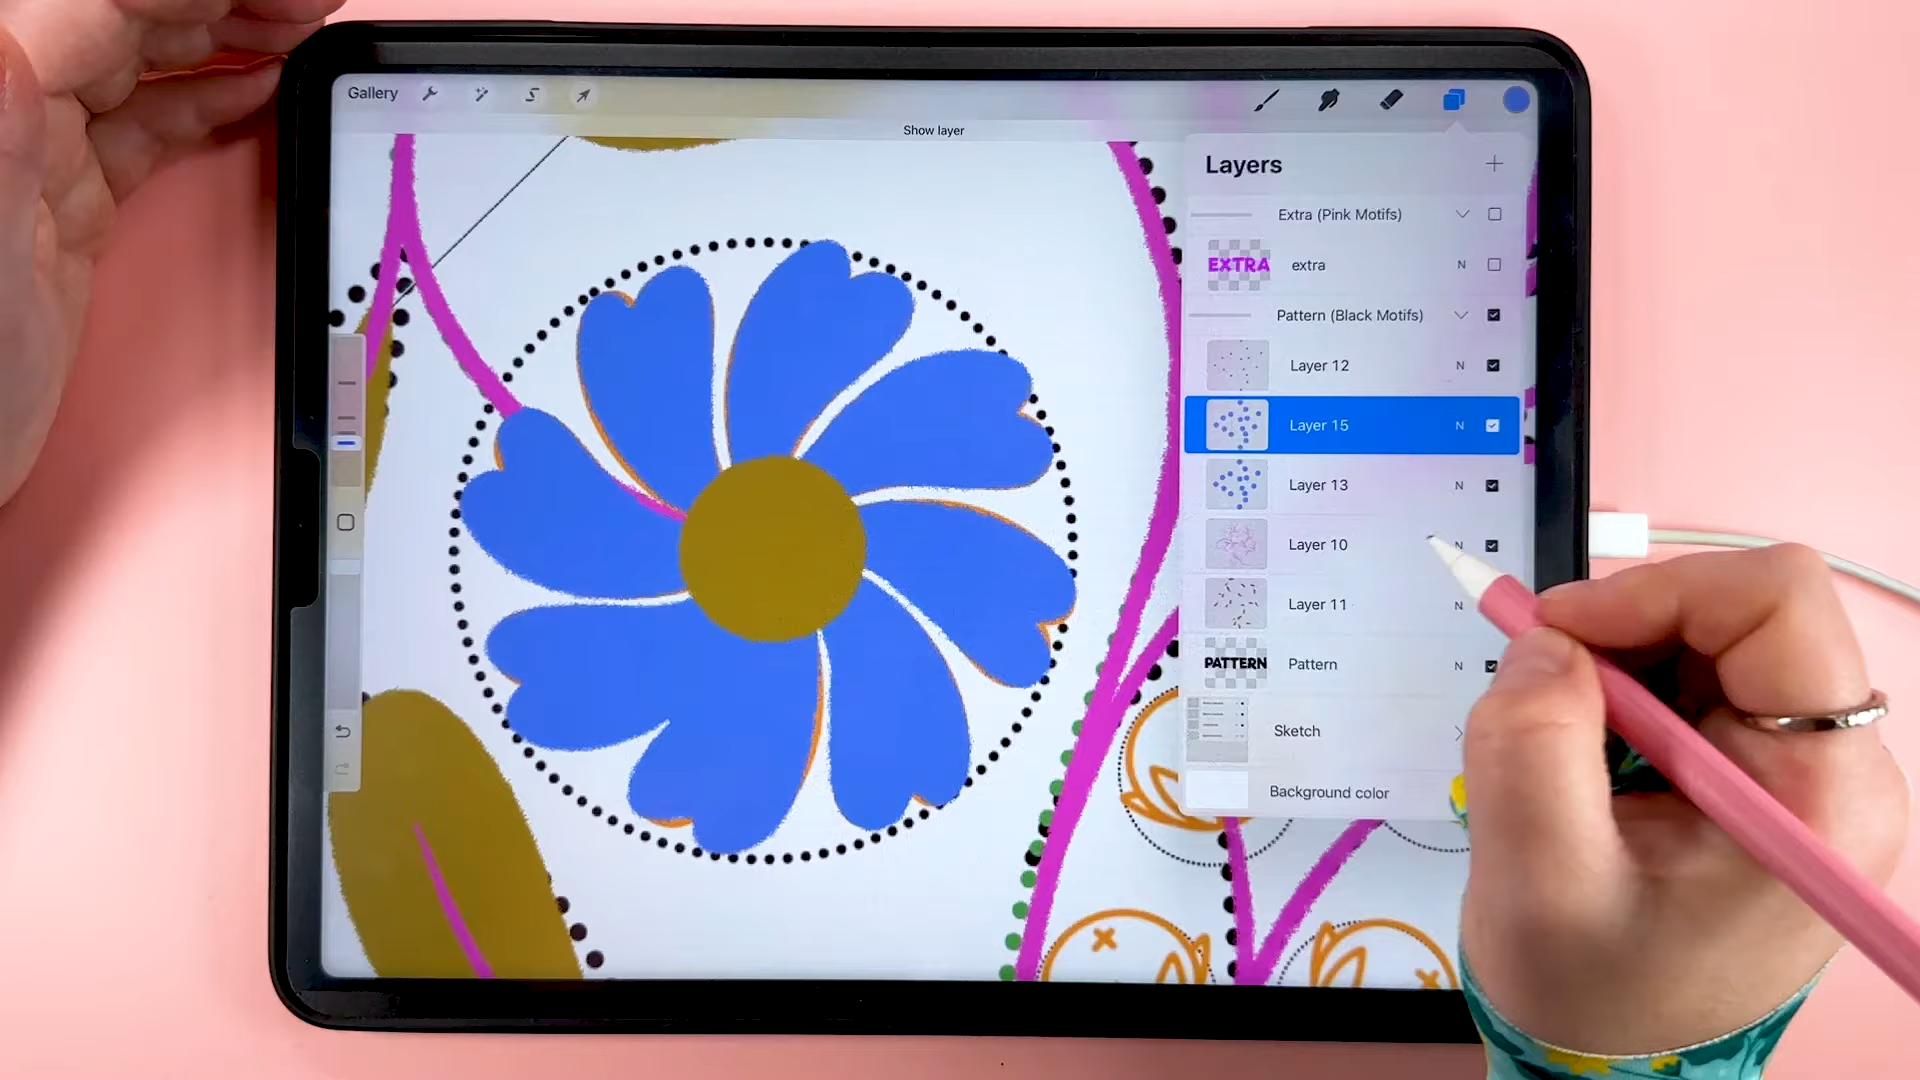 Gallery
Show layer
Layers
Extra (Pink Motifs)
EXTRA extra N
Pattern (Black Motifs)
Layer 12 N
Layer 15 N
Layer 13 N
Layer 10 N
Layer 11 N
PATTERN Pattern N
Sketch
Background color